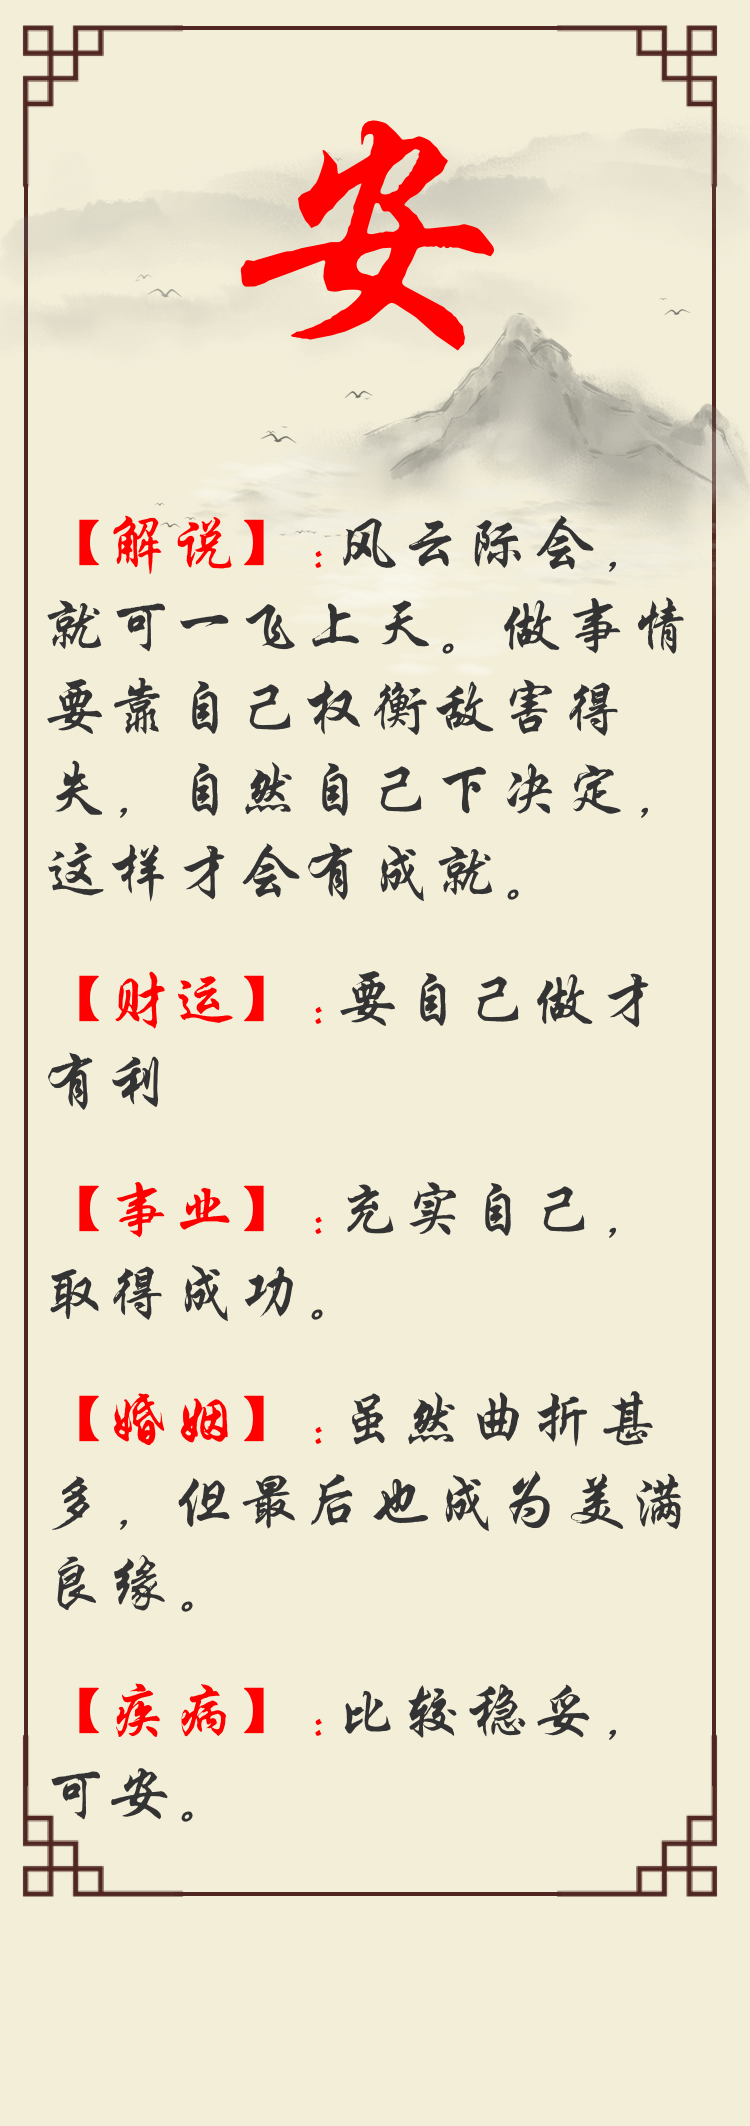 安
【解说】:风云际会,
就可一飞上天。做事情
要靠自己权衡敌害得
失,自然自己下决定,
这样才会有成就。
【财运】:要自己做才
有利
【事业】:充实自己,
取得成功。
【婚姻】:虽然曲折甚
多,但最后也成为美满
良缘。
【疾病】:比较稳妥,
可安。